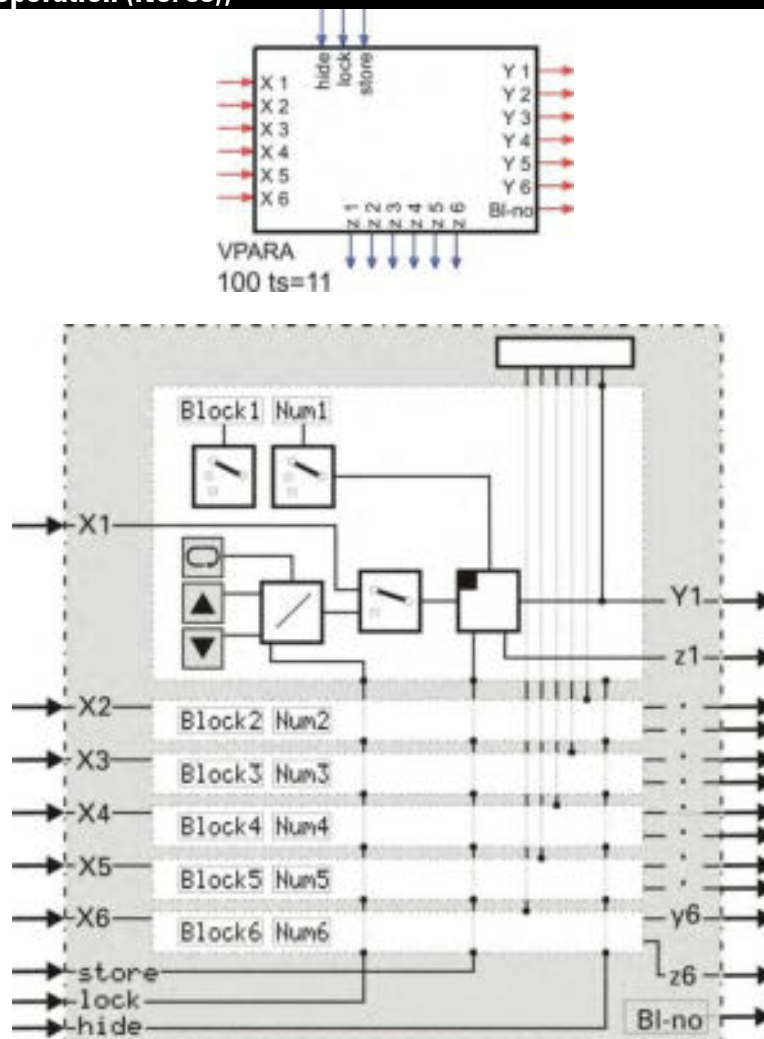 hide lock store
X 1 Y 1
X 2 Y 2
X 3 Y 3
X 4 Y 4
X 5 Y 5
X 6 Y 6
Bl-no
z 1 z 2 z 3 z 4 z 5 z 6
VPARA
100 ts=11
Block1 Num1
X1
Y1
z1
X2
Block2 Num2
X3
Block3 Num3
X4
Block4 Num4
X5
Block5 Num5
X6 y6
Block6 Num6
store z6
lock
hide Bl-no